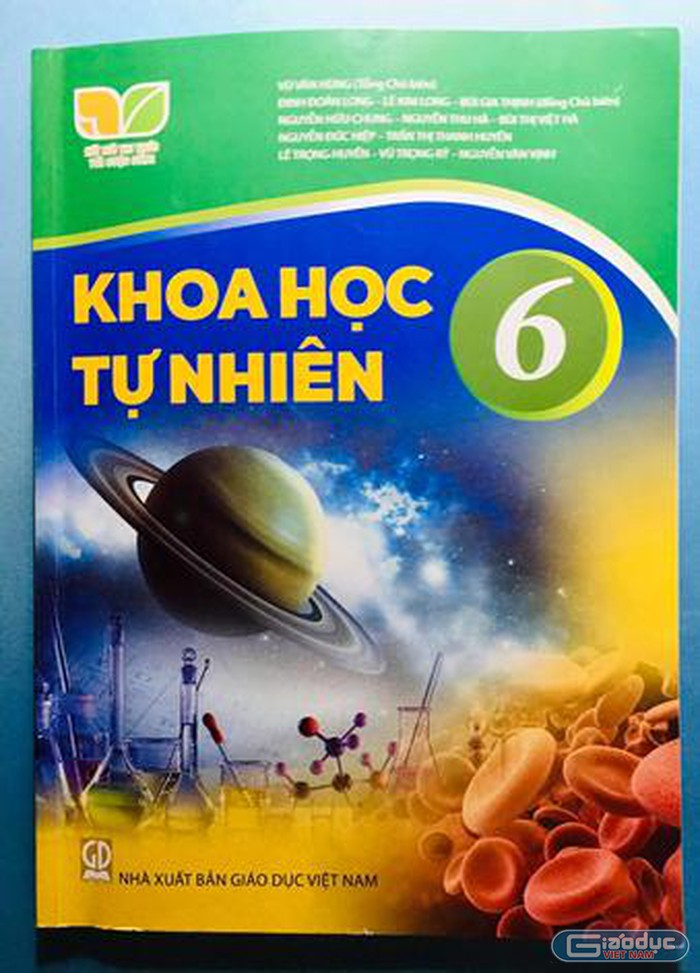 VŨ VĂN HÙNG (Tổng Chủ biên)
ĐINH ĐOÀN LONG - LÊ KIM LONG - BÙI GIA THỊNH (đồng Chủ biên)
NGUYỄN HỮU CHUNG - NGUYỄN THU HÀ - BÙI THỊ VIỆT HÀ
NGUYỄN ĐỨC HIỆP - TRẦN THỊ THANH HUYỀN
LÊ TRỌNG HUYỀN - VŨ TRỌNG RỸ - NGUYỄN VĂN VỊNH
KẾT NỐI TRI THỨC
VỚI CUỘC SỐNG
KHOA HỌC
TỰ NHIÊN
6
GD
NHÀ XUẤT BẢN GIÁO DỤC VIỆT NAM
Giáo dục
VIỆT NAM